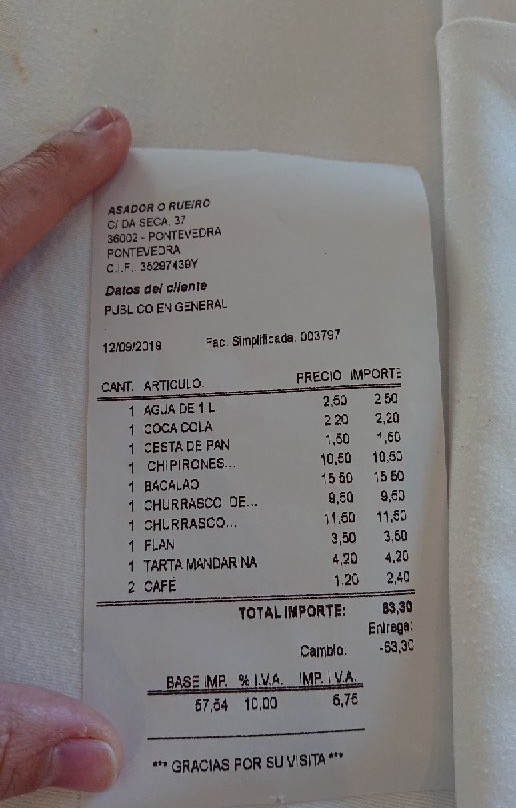 ASADOR O RUEIRO
C/ DA SECA, 37
36002 - PONTEVEDRA
PONTEVEDRA
C.I.F.: 35297439Y
Datos del cliente
PUBLICO EN GENERAL
12/09/2019 Fac. Simplificada. 003797
CANT. ARTICULO. PRECIO IMPORTE
1 AGUA DE 1 L 2,50 2,50
1 COCA COLA 2,20 2,20
1 CESTA DE PAN 1,50 1,50
1 CHIPIRONES... 10,50 10,50
1 BACALAO 15,50 15,50
1 CHURRASCO DE... 9,50 9,50
1 CHURRASCO... 11,50 11,50
1 FLAN 3,50 3,50
1 TARTA MANDARINA 4,20 4,20
2 CAFÉ 1,20 2,40
TOTAL IMPORTE: 63,30
Entrega:
Cambio: -63,30
BASE IMP. % I.V.A. IMP. I.V.A.
57,54 10,00 5,75
*** GRACIAS POR SU VISITA ***